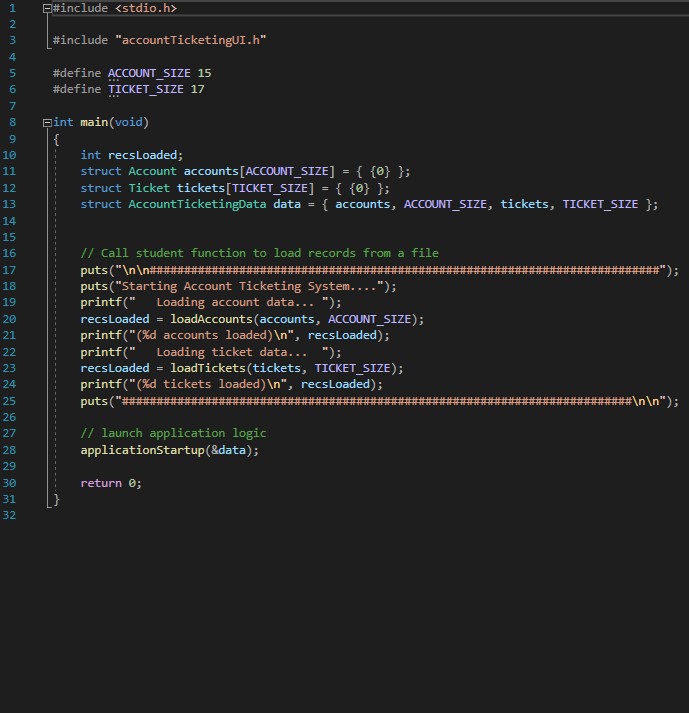 1 #include <stdio.h>
2
3 #include "accountTicketingUI.h"
4
5 #define ACCOUNT_SIZE 15
6 #define TICKET_SIZE 17
7
8 int main(void)
9 {
10 int recsLoaded;
11 struct Account accounts[ACCOUNT_SIZE] = { {0} };
12 struct Ticket tickets[TICKET_SIZE] = { {0} };
13 struct AccountTicketingData data = { accounts, ACCOUNT_SIZE, tickets, TICKET_SIZE };
14
15
16 // Call student function to load records from a file
17 puts("\n\n##########################################################################");
18 puts("Starting Account Ticketing System....");
19 printf("   Loading account data... ");
20 recsLoaded = loadAccounts(accounts, ACCOUNT_SIZE);
21 printf("(%d accounts loaded)\n", recsLoaded);
22 printf("   Loading ticket data...  ");
23 recsLoaded = loadTickets(tickets, TICKET_SIZE);
24 printf("(%d tickets loaded)\n", recsLoaded);
25 puts("##########################################################################\n\n");
26
27 // launch application logic
28 applicationStartup(&data);
29
30 return 0;
31 }
32